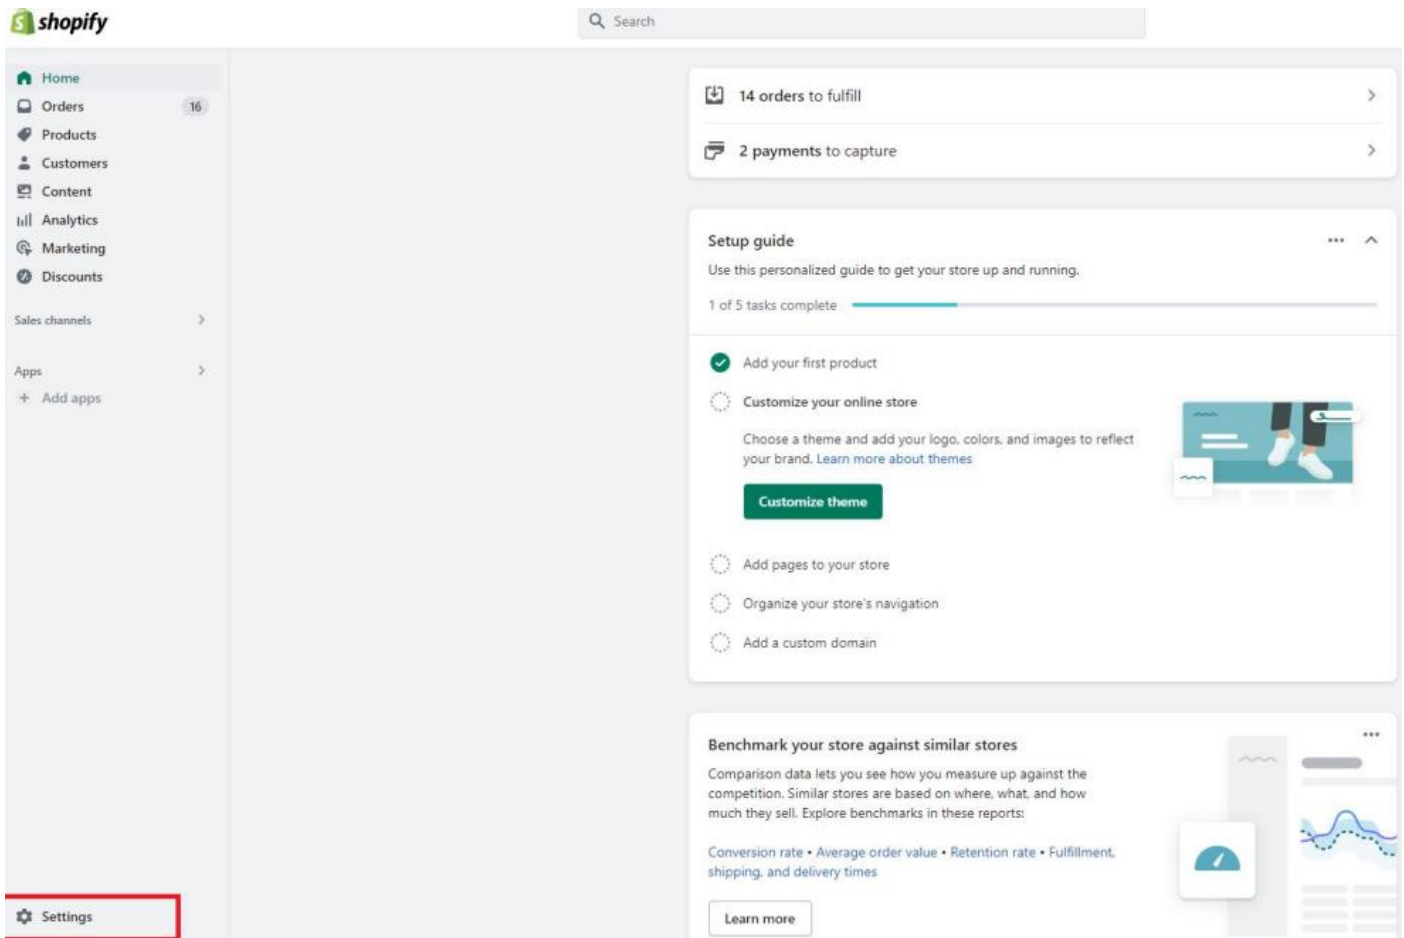 shopify
Search
Home
Orders 16
Products
Customers
Content
Analytics
Marketing
Discounts
Sales channels
Apps
+ Add apps
Settings
14 orders to fulfill
2 payments to capture
Setup guide
Use this personalized guide to get your store up and running.
1 of 5 tasks complete
Add your first product
Customize your online store
Choose a theme and add your logo, colors, and images to reflect
your brand. Learn more about themes
Customize theme
Add pages to your store
Organize your store's navigation
Add a custom domain
Benchmark your store against similar stores
Comparison data lets you see how you measure up against the
competition. Similar stores are based on where, what, and how
much they sell. Explore benchmarks in these reports:
Conversion rate • Average order value • Retention rate • Fulfillment,
shipping, and delivery times
Learn more